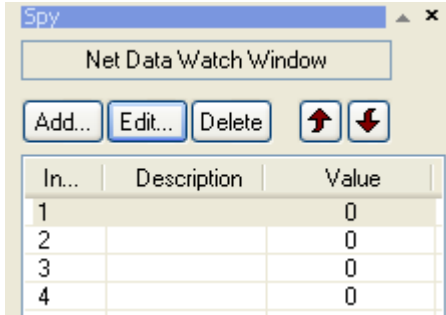 Spy
Net Data Watch Window
Add... Edit... Delete
In... Description Value
1 0
2 0
3 0
4 0